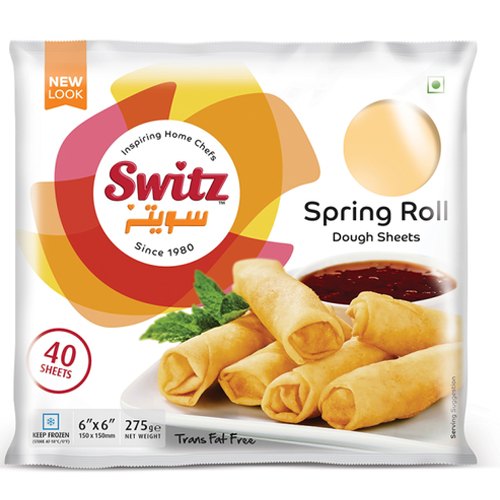 NEW
LOOK
Inspiring Home Chefs
Switz™
سويتز
Since 1980
Spring Roll
Dough Sheets
40
SHEETS
KEEP FROZEN
6"x6"
150 x 150mm
275g℮
NET WEIGHT
Trans Fat Free
Serving Suggestion